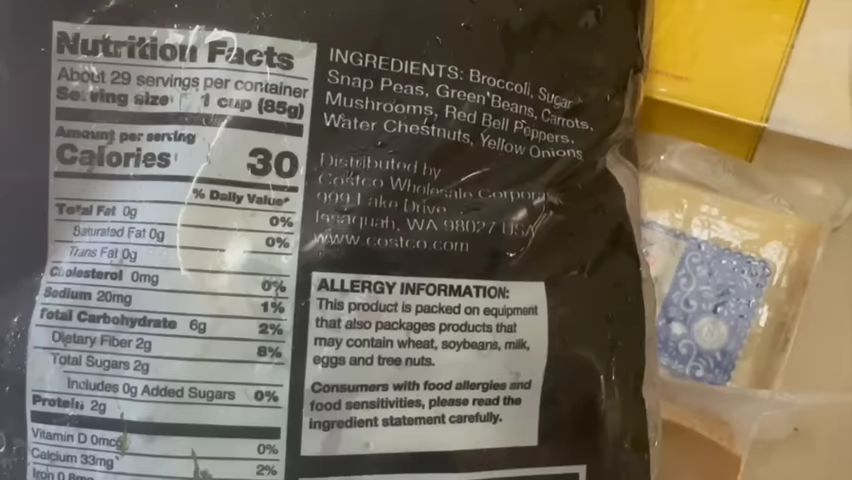 Nutrition Facts
About 29 servings per container
Serving size 1 cup (85g)
Amount per serving
Calories 30
% Daily Value*
Total Fat 0g 0%
Saturated Fat 0g 0%
Trans Fat 0g
Cholesterol 0mg 0%
Sodium 20mg 1%
Total Carbohydrate 6g 2%
Dietary Fiber 2g 8%
Total Sugars 2g
Includes 0g Added Sugars 0%
Protein 2g
Vitamin D 0mcg 0%
Calcium 33mg 2%
Iron 0.8mg
INGREDIENTS: Broccoli, Sugar
Snap Peas, Green Beans, Carrots,
Mushrooms, Red Bell Peppers,
Water Chestnuts, Yellow Onions
Distributed by
Costco Wholesale Corporation
999 Lake Drive
Issaquah, WA 98027 USA
www.costco.com
ALLERGY INFORMATION:
This product is packed on equipment
that also packages products that
may contain wheat, soybeans, milk,
eggs and tree nuts.
Consumers with food allergies and
food sensitivities, please read the
ingredient statement carefully.